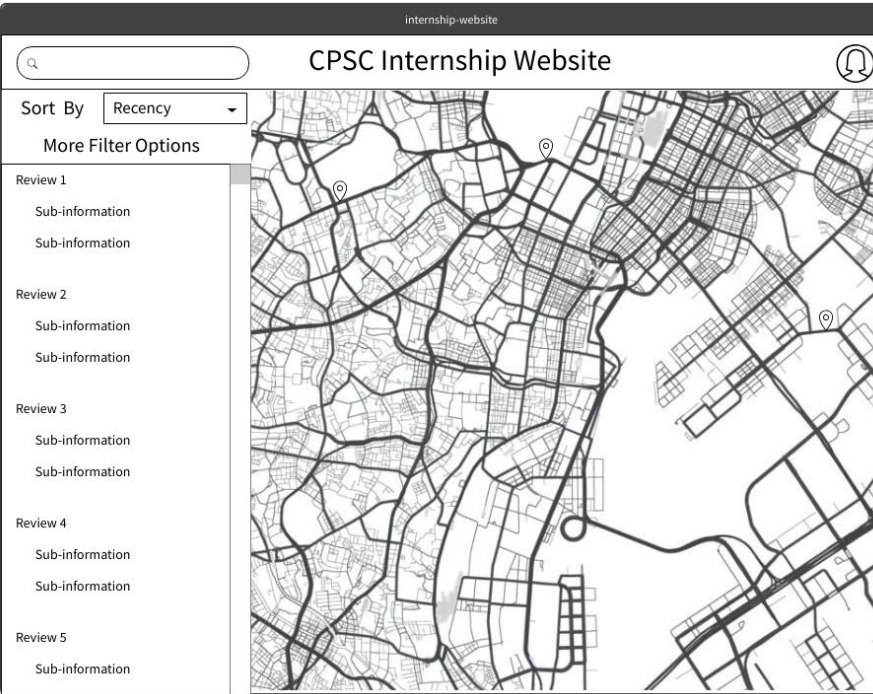 internship-website
CPSC Internship Website
Sort By Recency
More Filter Options
Review 1
Sub-information
Sub-information
Review 2
Sub-information
Sub-information
Review 3
Sub-information
Sub-information
Review 4
Sub-information
Sub-information
Review 5
Sub-information